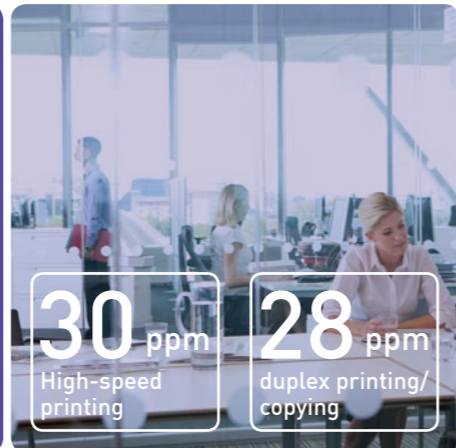 30 ppm
High-speed
printing
28 ppm
duplex printing/
copying